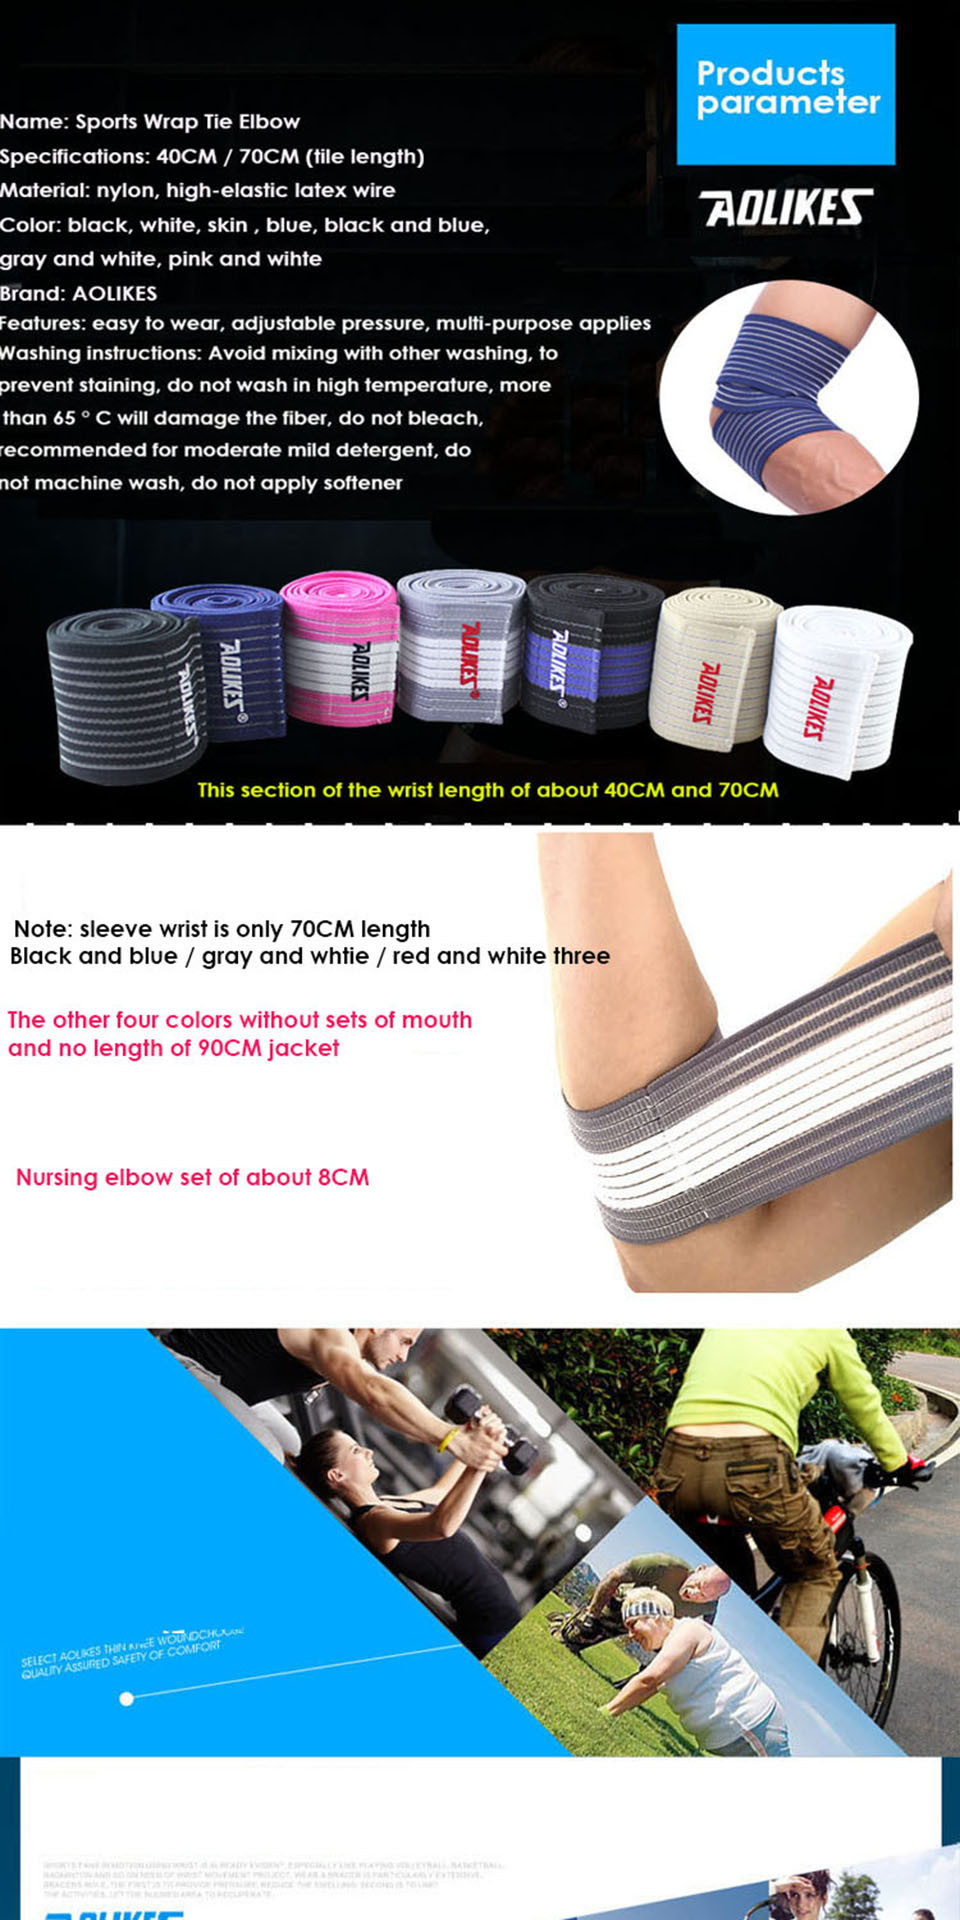 Products
parameter
AOLIKES
Name: Sports Wrap Tie Elbow
Specifications: 40CM / 70CM (tile length)
Material: nylon, high-elastic latex wire
Color: black, white, skin , blue, black and blue,
gray and white, pink and wihte
Brand: AOLIKES
Features: easy to wear, adjustable pressure, multi-purpose applies
Washing instructions: Avoid mixing with other washing, to
prevent staining, do not wash in high temperature, more
than 65 ° C will damage the fiber, do not bleach,
recommended for moderate mild detergent, do
not machine wash, do not apply softener
AOLIKES
AOLIKES®
AOLIKES
AOLIKES®
AOLIKES®
AOLIKES
AOLIKES
This section of the wrist length of about 40CM and 70CM
Note: sleeve wrist is only 70CM length
Black and blue / gray and whtie / red and white three
The other four colors without sets of mouth
and no length of 90CM jacket
Nursing elbow set of about 8CM
SELECT AOLIKES THIN KNEE
QUALITY ASSURED SAFETY OF COMFORT
AOLIKES